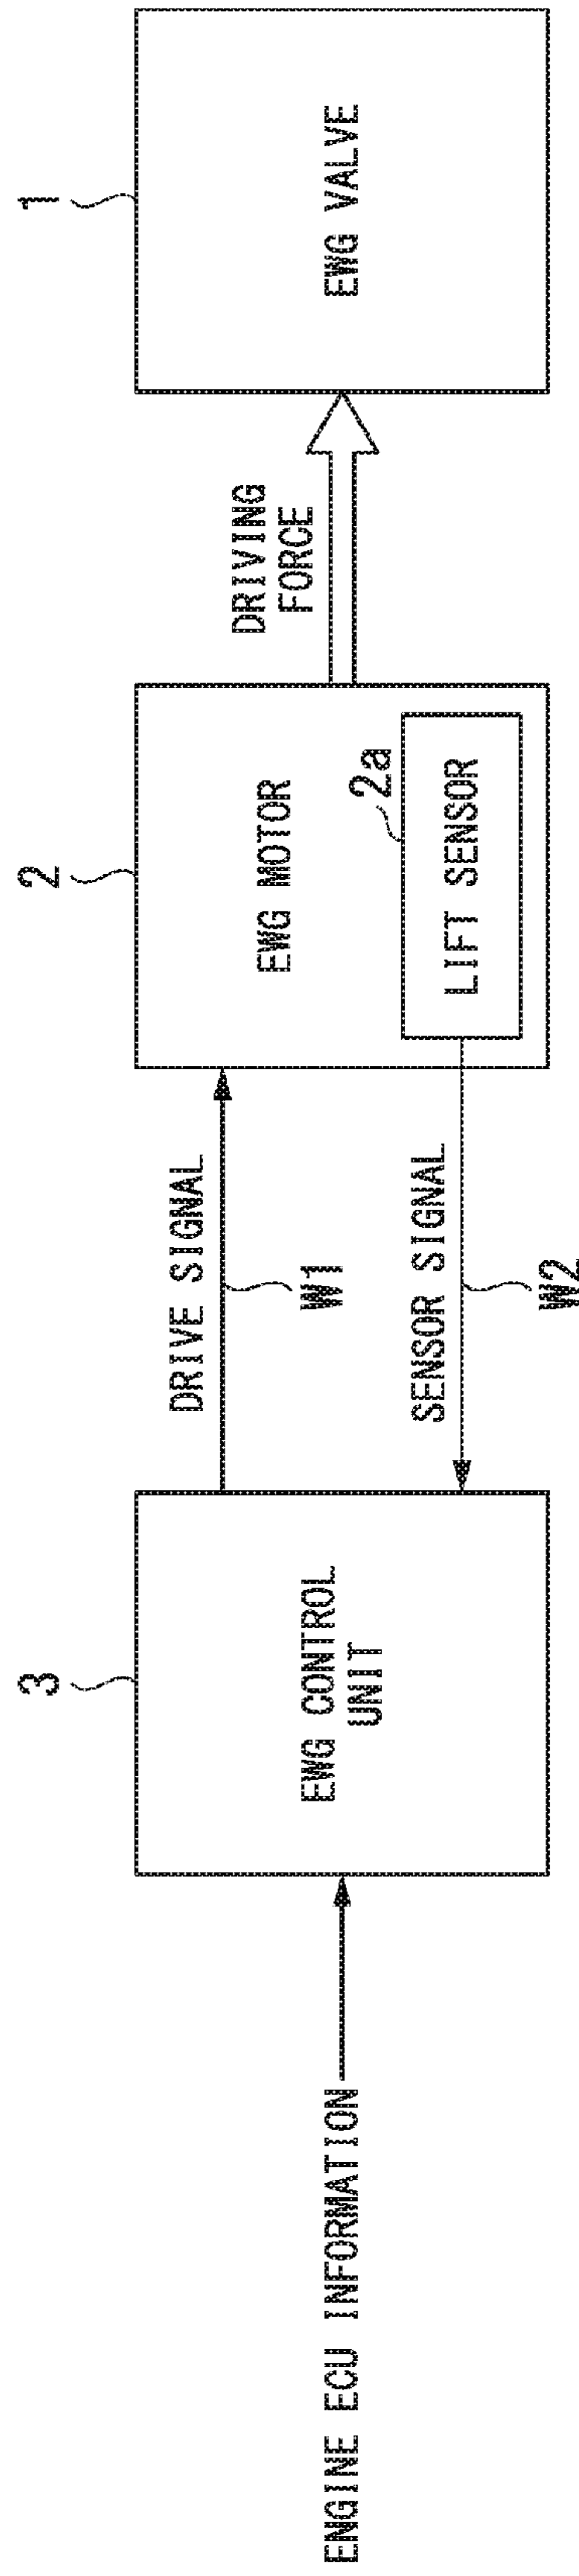 ENGINE ECU INFORMATION
3
EWG CONTROL
UNIT
DRIVE SIGNAL
W1
SENSOR SIGNAL
W2
2
EWG MOTOR
2a
LIFT SENSOR
DRIVING
FORCE
1
EWG VALVE